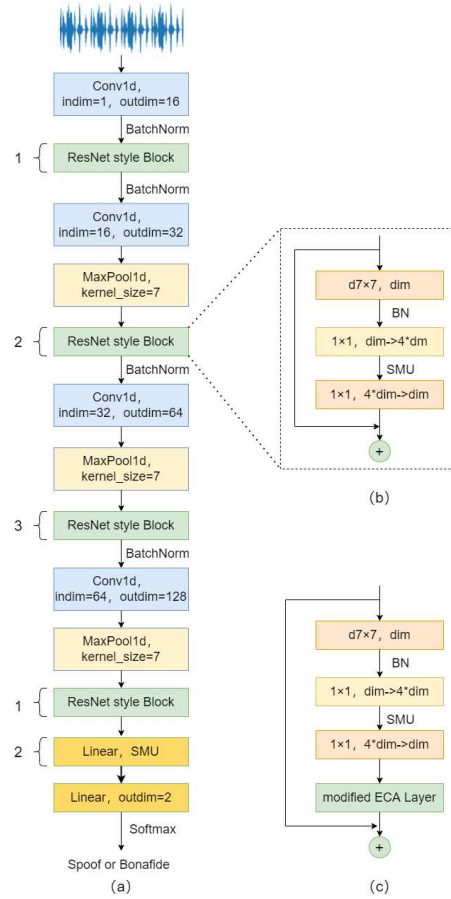 Conv1d,
indim=1, outdim=16
BatchNorm
1
ResNet style Block
BatchNorm
Conv1d,
indim=16, outdim=32
MaxPool1d,
kernel_size=7
2
ResNet style Block
BatchNorm
Conv1d,
indim=32, outdim=64
MaxPool1d,
kernel_size=7
3
ResNet style Block
BatchNorm
Conv1d,
indim=64, outdim=128
MaxPool1d,
kernel_size=7
1
ResNet style Block
2
Linear, SMU
Linear, outdim=2
Softmax
Spoof or Bonafide
(a)
d7×7, dim
BN
1×1, dim->4*dm
SMU
1×1, 4*dim->dim
+
(b)
d7×7, dim
BN
1×1, dim->4*dim
SMU
1×1, 4*dim->dim
modified ECA Layer
+
(c)